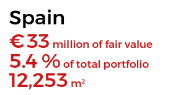 Spain
€ 33 million of fair value
5.4 % of total portfolio
12,253 m²